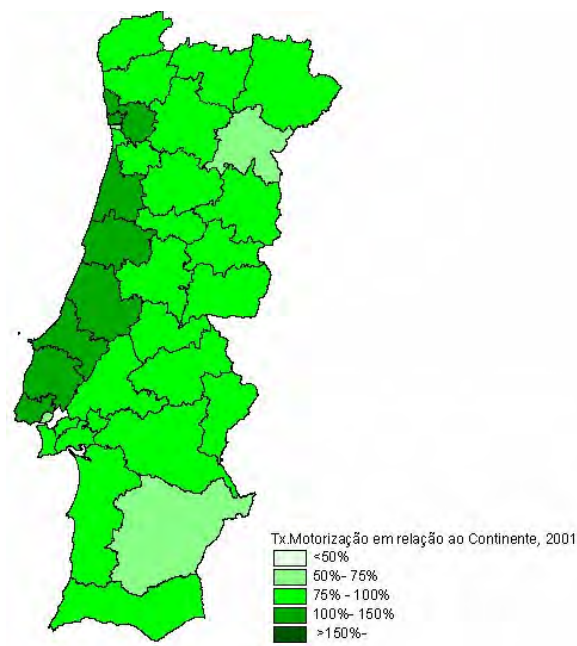 Tx.Motorização em relação ao Continente, 2001
<50%
50%- 75%
75% - 100%
100%- 150%
>150%-